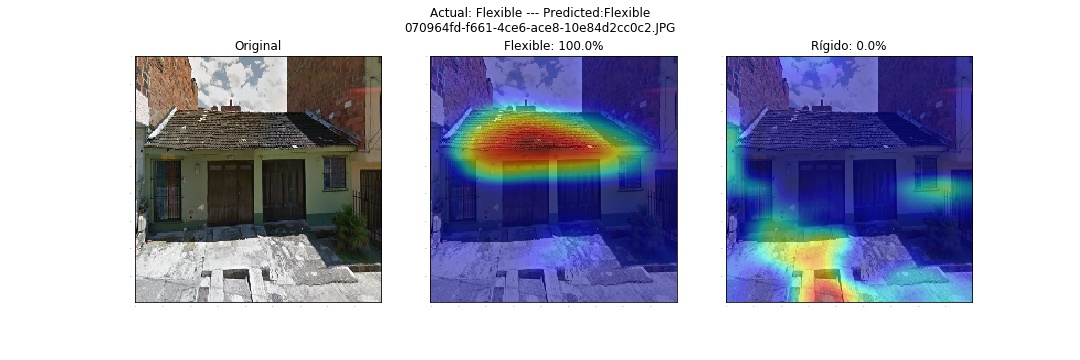 Actual: Flexible --- Predicted:Flexible
070964fd-f661-4ce6-ace8-10e84d2cc0c2.JPG
Original
Flexible: 100.0%
Rígido: 0.0%